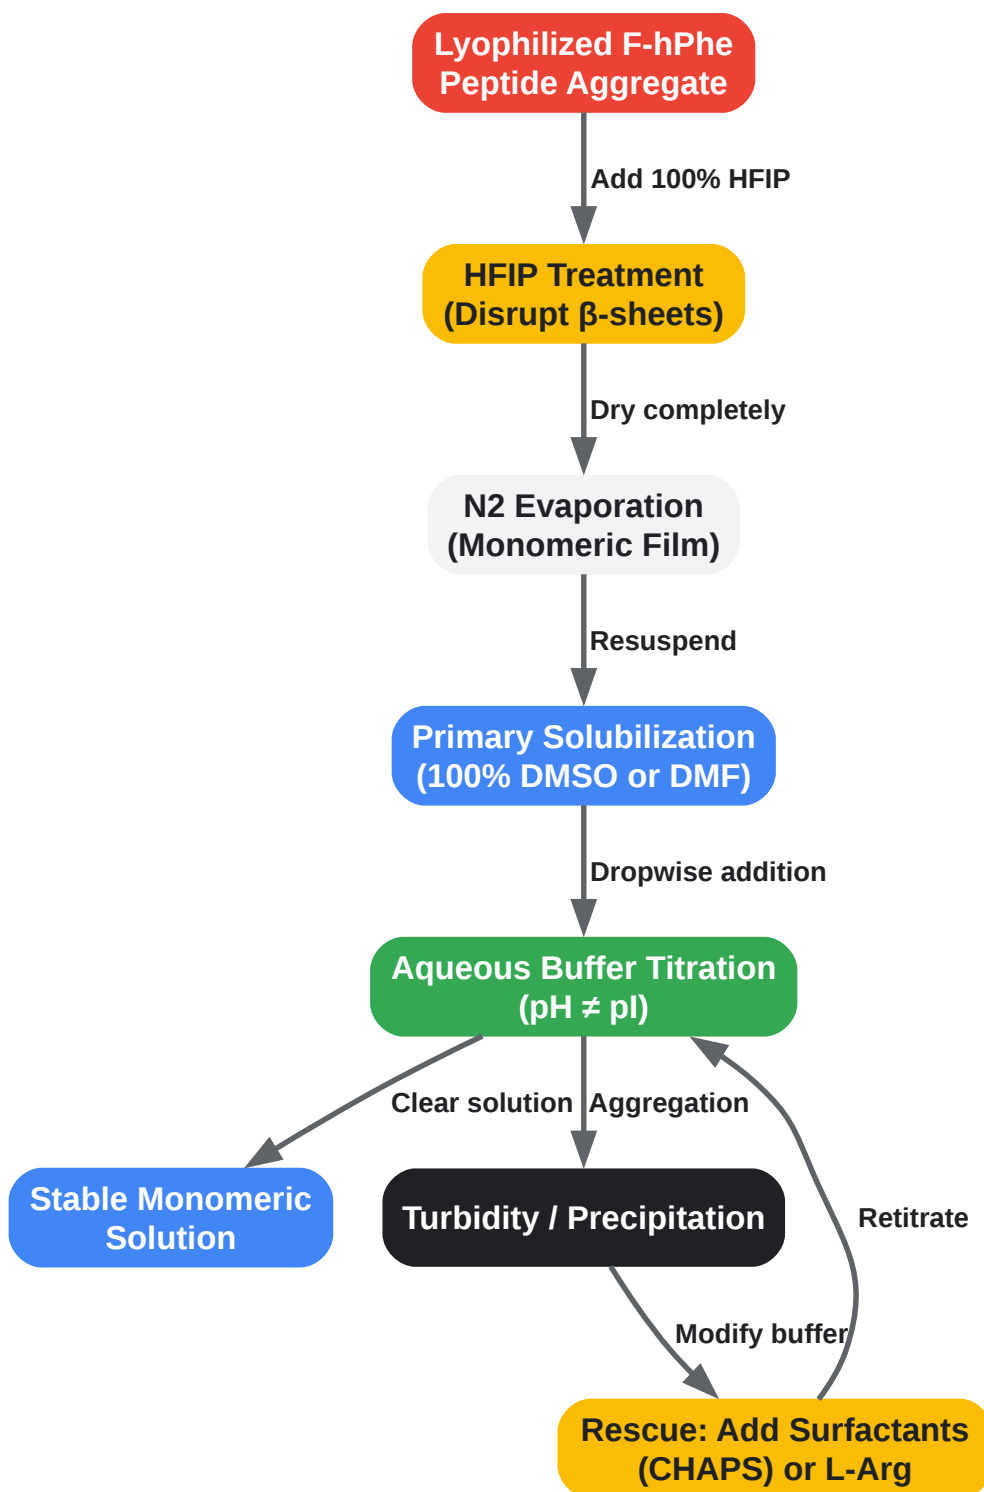 Lyophilized F-hPhe
Peptide Aggregate
Add 100% HFIP
HFIP Treatment
(Disrupt β-sheets)
Dry completely
N2 Evaporation
(Monomeric Film)
Resuspend
Primary Solubilization
(100% DMSO or DMF)
Dropwise addition
Aqueous Buffer Titration
(pH ≠ pI)
Clear solution
Aggregation
Stable Monomeric
Solution
Turbidity / Precipitation
Retitrate
Modify buffer
Rescue: Add Surfactants
(CHAPS) or L-Arg